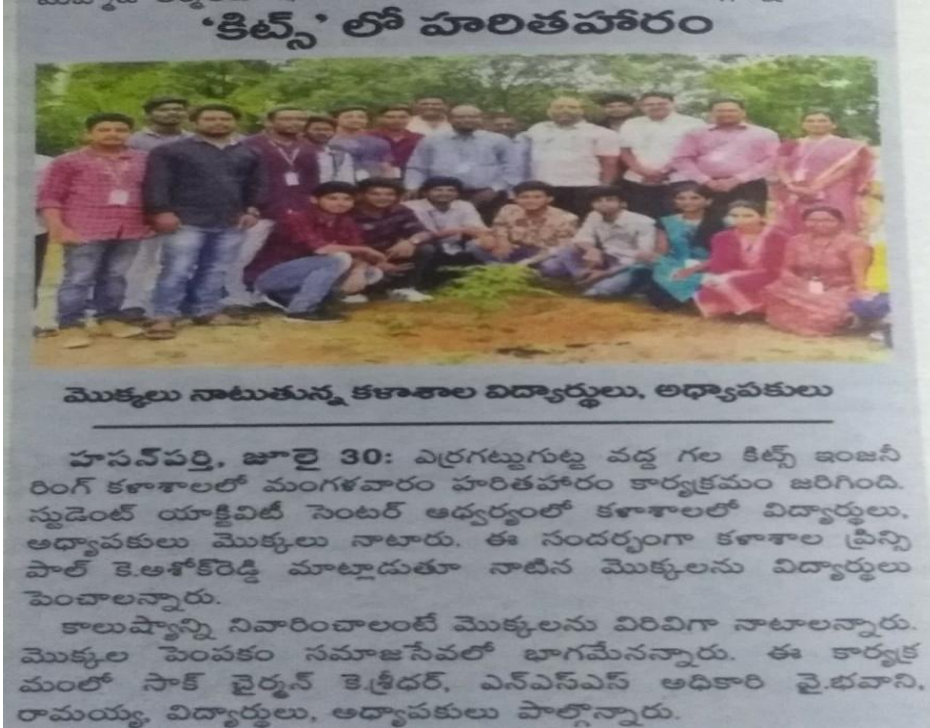 ‘కిట్స్’ లో హరితహారం
మొక్కలు నాటుతున్న కళాశాల విద్యార్థులు, అధ్యాపకులు
హసన్‌పర్తి, జూలై 30: ఎర్రగట్టుగుట్ట వద్ద గల కిట్స్ ఇంజనీ
రింగ్ కళాశాలలో మంగళవారం హరితహారం కార్యక్రమం జరిగింది.
స్టుడెంట్ యాక్టివిటీ సెంటర్ ఆధ్వర్యంలో కళాశాలలో విద్యార్థులు,
అధ్యాపకులు మొక్కలు నాటారు. ఈ సందర్భంగా కళాశాల ప్రిన్సి
పాల్ కె.అశోక్‌రెడ్డి మాట్లాడుతూ నాటిన మొక్కలను విద్యార్థులు
పెంచాలన్నారు.
కాలుష్యాన్ని నివారించాలంటే మొక్కలను విరివిగా నాటాలన్నారు.
మొక్కల పెంపకం సమాజసేవలో భాగమేనన్నారు. ఈ కార్యక్ర
మంలో సాక్ చైర్మన్ కె.శ్రీధర్, ఎన్ఎస్ఎస్ అధికారి వై.భవాని,
రామయ్య, విద్యార్థులు, అధ్యాపకులు పాల్గొన్నారు.